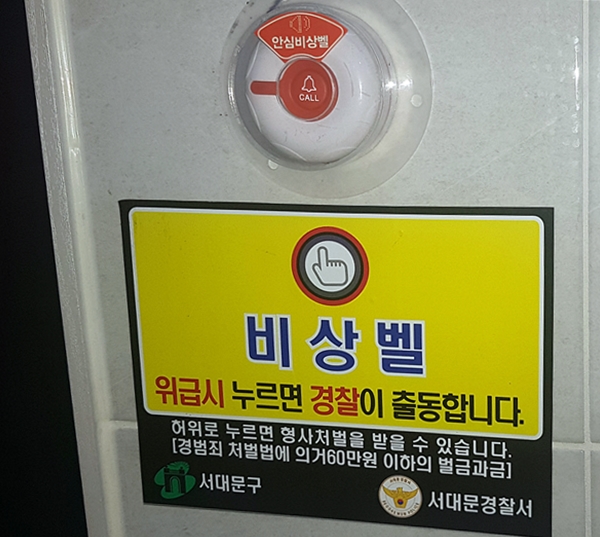 안심비상벨
CALL
비상벨
위급시 누르면 경찰이 출동합니다.
허위로 누르면 형사처벌을 받을 수 있습니다.
[경범죄 처벌법에 의거60만원 이하의 벌금과금]
서대문구
서대문경찰서